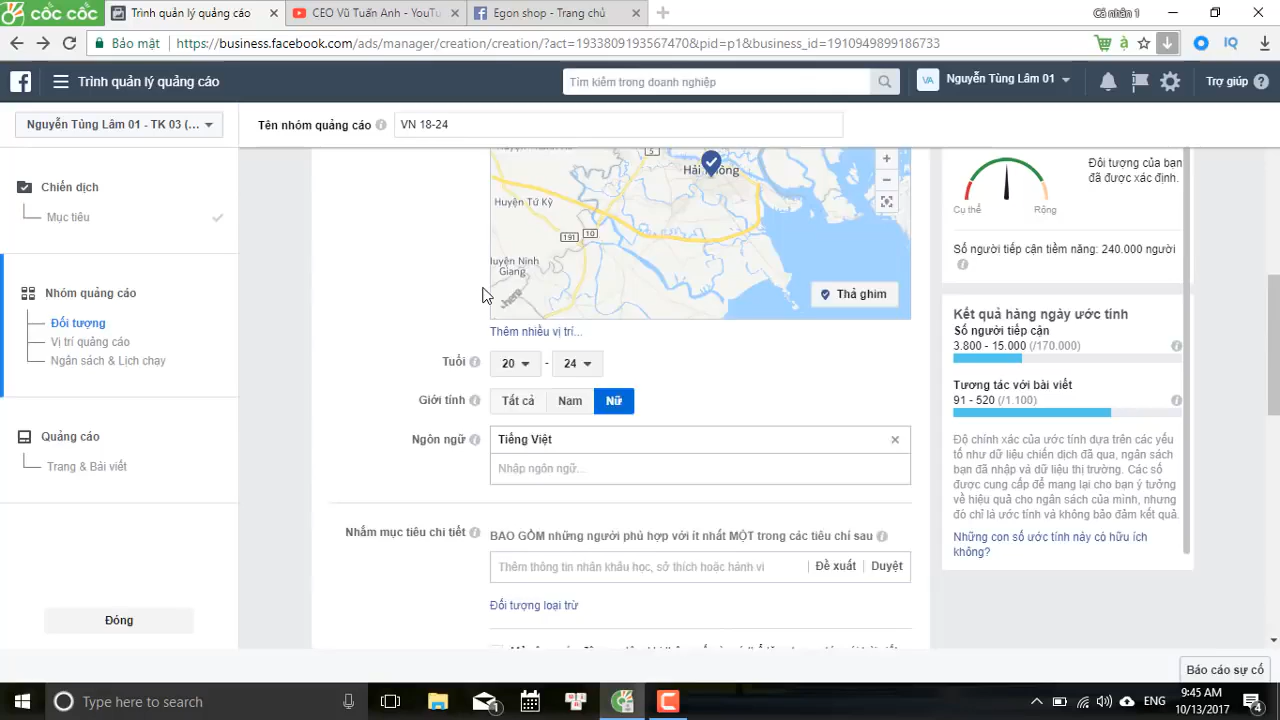 cốc cốc
Trình quản lý quảng cáo
CEO Vũ Tuấn Anh - YouTu
Egon shop - Trang chủ
Cá nhân 1
Bảo mật
https://business.facebook.com/ads/manager/creation/creation/?act=1933809193567470&pid=p1&business_id=1910949899186733
Trình quản lý quảng cáo
Tìm kiếm trong doanh nghiệp
VA
Nguyễn Tùng Lâm 01
Trợ giúp
Nguyễn Tùng Lâm 01 - TK 03 (...
Tên nhóm quảng cáo
VN 18-24
Chiến dịch
Mục tiêu
Nhóm quảng cáo
Đối tượng
Vị trí quảng cáo
Ngân sách & Lịch chạy
Quảng cáo
Trang & Bài viết
Đóng
5
Hải Phòng
Huyện Tứ Kỳ
191
10
uyện Ninh
Giang
here
Thả ghim
Thêm nhiều vị trí...
Tuổi
20
-
24
Giới tính
Tất cả
Nam
Nữ
Ngôn ngữ
Tiếng Việt
Nhập ngôn ngữ...
Nhắm mục tiêu chi tiết
BAO GỒM những người phù hợp với ít nhất MỘT trong các tiêu chí sau
Thêm thông tin nhân khẩu học, sở thích hoặc hành vi
Đề xuất
Duyệt
Đối tượng loại trừ
Đối tượng của bạn
đã được xác định.
Cụ thể
Rộng
Số người tiếp cận tiềm năng: 240.000 người
Kết quả hàng ngày ước tính
Số người tiếp cận
3.800 - 15.000 (/170.000)
Tương tác với bài viết
91 - 520 (/1.100)
Độ chính xác của ước tính dựa trên các yếu
tố như dữ liệu chiến dịch đã qua, ngân sách
bạn đã nhập và dữ liệu thị trường. Các số
được cung cấp để mang lại cho bạn ý tưởng
về hiệu quả cho ngân sách của mình, nhưng
đó chỉ là ước tính và không bảo đảm kết quả.
Những con số ước tính này có hữu ích
không?
Báo cáo sự cố
Type here to search
1
ENG
9:45 AM
10/13/2017
4